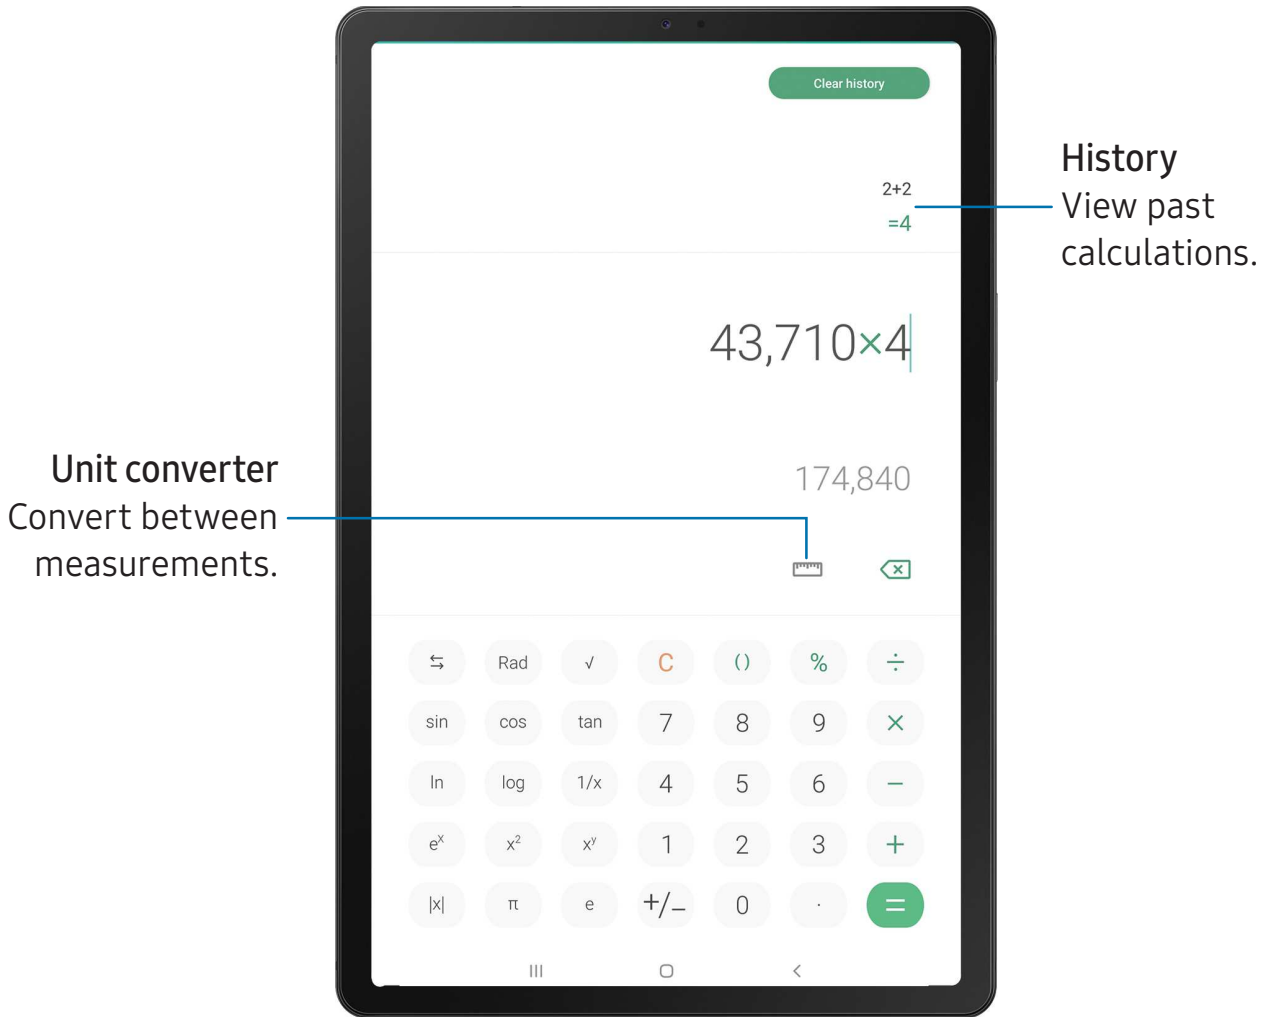 Clear history
History
View past
calculations.
2+2
=4
43,710×4
174,840
Unit converter
Convert between
measurements.
⇆ Rad √ C () % ÷
sin cos tan 7 8 9 ×
ln log 1/x 4 5 6 −
eˣ x² xʸ 1 2 3 +
|x| π e +/− 0 . =